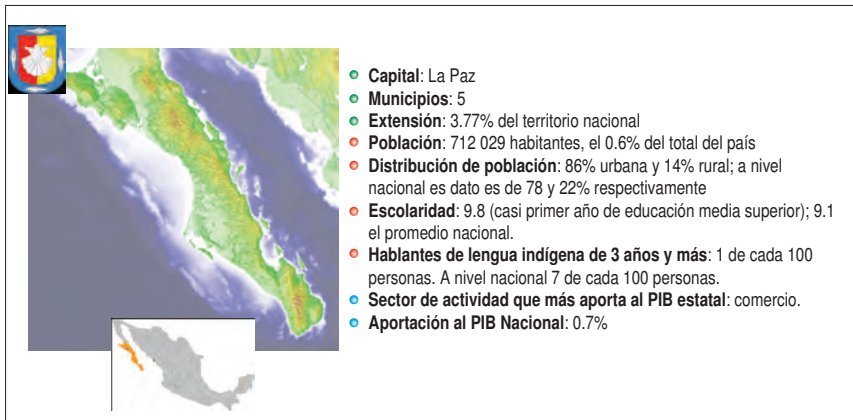 Capital: La Paz
Municipios: 5
Extensión: 3.77% del territorio nacional
Población: 712 029 habitantes, el 0.6% del total del país
Distribución de población: 86% urbana y 14% rural; a nivel
nacional es dato es de 78 y 22% respectivamente
Escolaridad: 9.8 (casi primer año de educación media superior); 9.1
el promedio nacional.
Hablantes de lengua indígena de 3 años y más: 1 de cada 100
personas. A nivel nacional 7 de cada 100 personas.
Sector de actividad que más aporta al PIB estatal: comercio.
Aportación al PIB Nacional: 0.7%